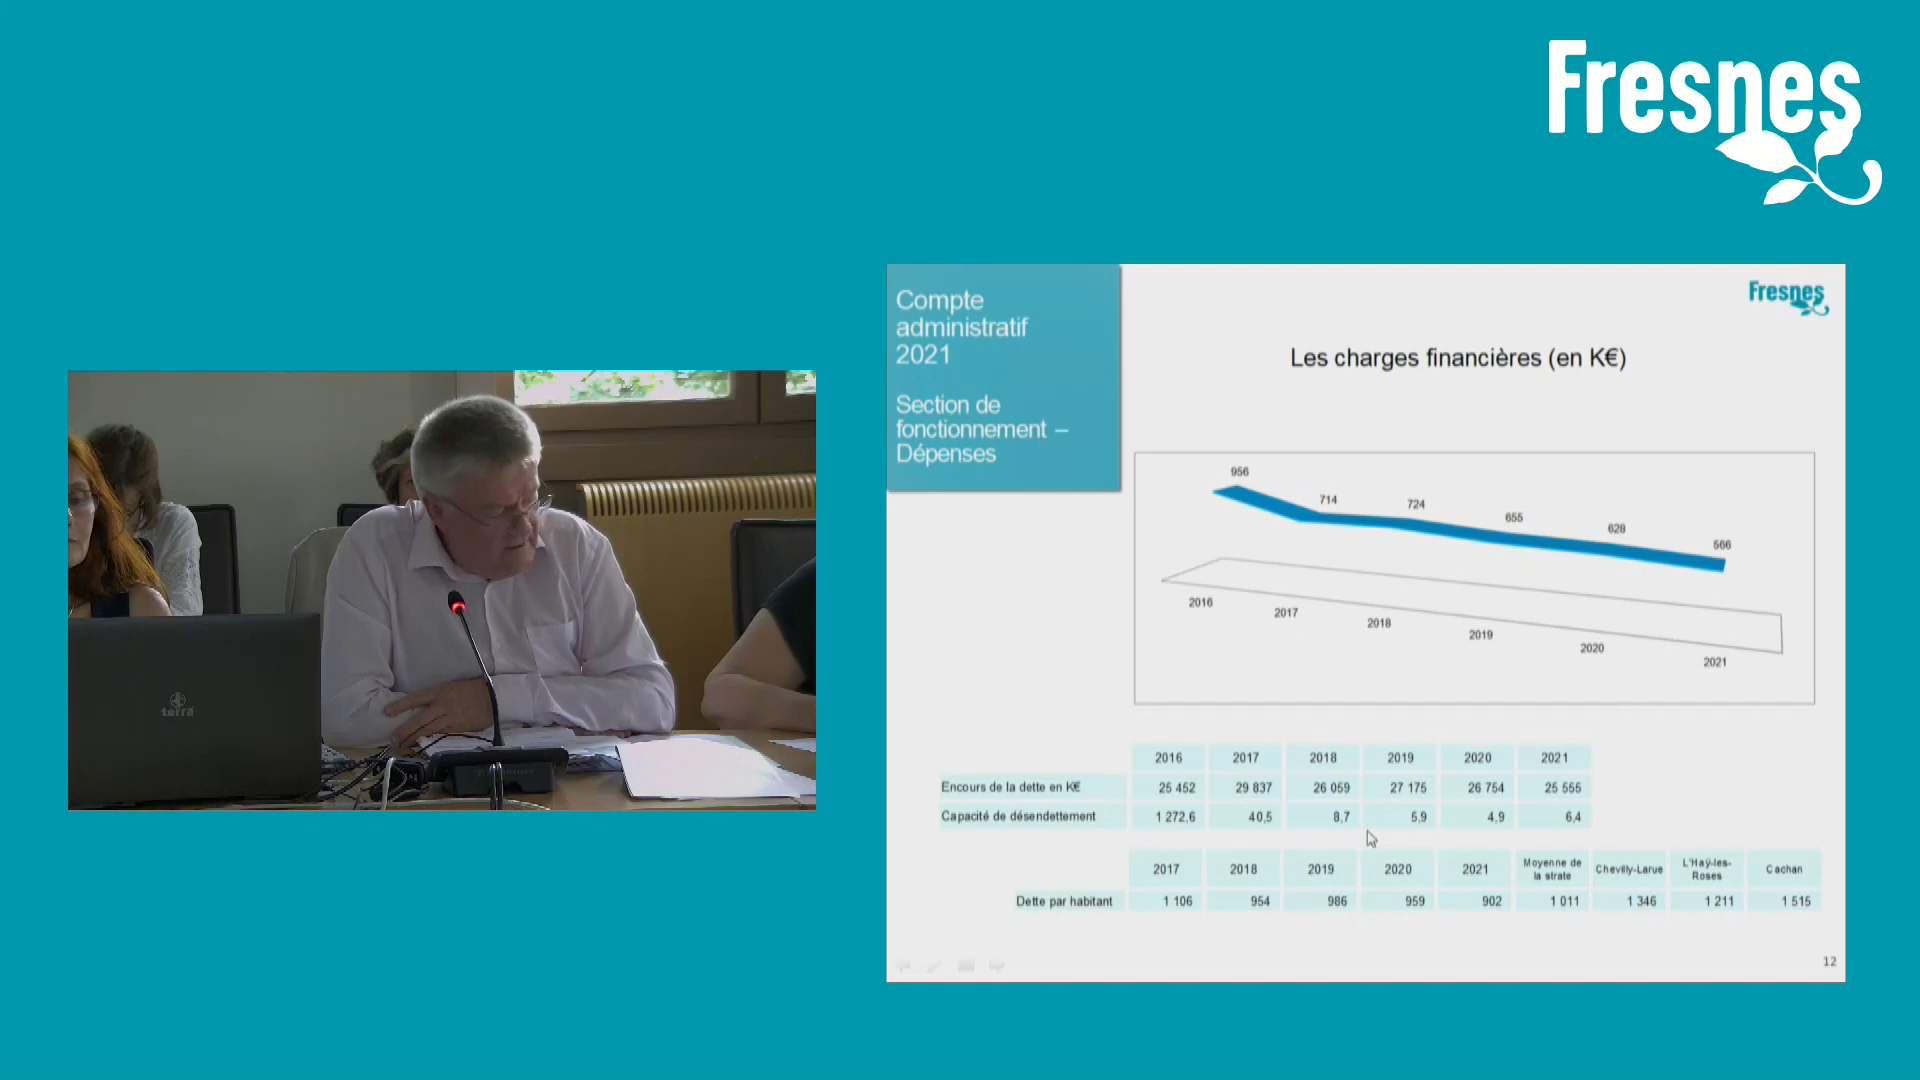 Fresnes
Compte
administratif
2021
Section de
fonctionnement –
Dépenses
Fresnes
Les charges financières (en K€)
956
714
724
655
628
566
2016
2017
2018
2019
2020
2021
2016 2017 2018 2019 2020 2021
Encours de la dette en K€ 25 452 29 837 26 059 27 175 26 754 25 555
Capacité de désendettement 1 272,6 40,5 8,7 5,9 4,9 6,4
2017 2018 2019 2020 2021 Moyenne de la strate Chevilly-Larue L'Haÿ-les-Roses Cachan
Dette par habitant 1 106 954 986 959 902 1 011 1 346 1 211 1 515
12
terra